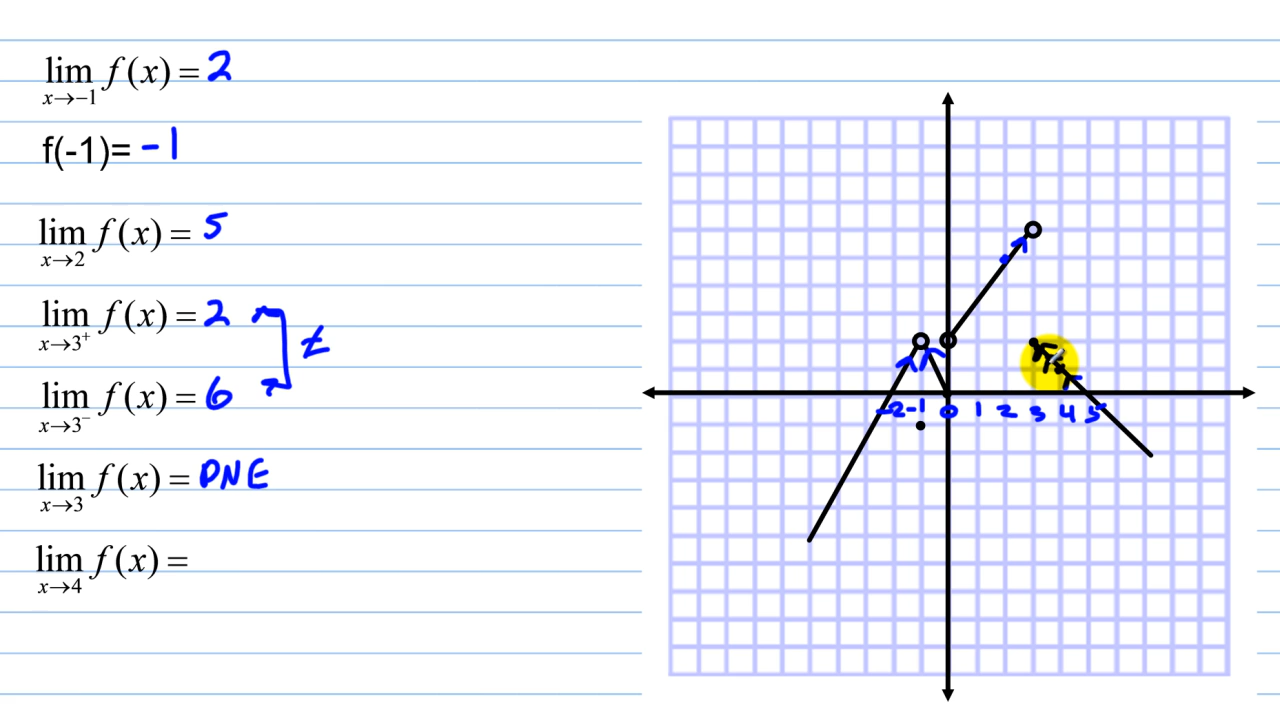 lim x→−1 f(x) = 2
f(-1)= -1
lim x→2 f(x) = 5
lim x→3⁺ f(x) = 2
≠
lim x→3⁻ f(x) = 6
lim x→3 f(x) = DNE
lim x→4 f(x) =
-2 -1 0 1 2 3 4 5